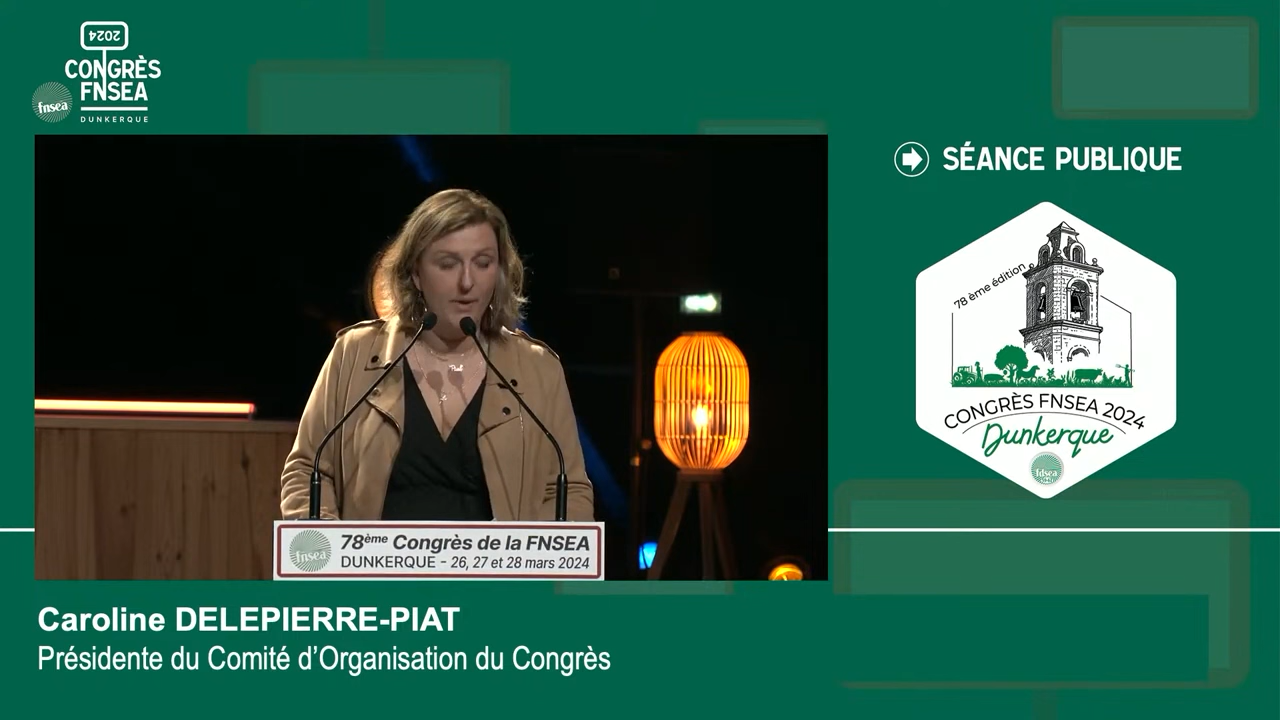 2024
CONGRÈS
FNSEA
fnsea
DUNKERQUE
SÉANCE PUBLIQUE
78 ème édition
CONGRÈS FNSEA 2024
Dunkerque
fdsea
fnsea
78ème Congrès de la FNSEA
DUNKERQUE - 26, 27 et 28 mars 2024
Caroline DELEPIERRE-PIAT
Présidente du Comité d’Organisation du Congrès